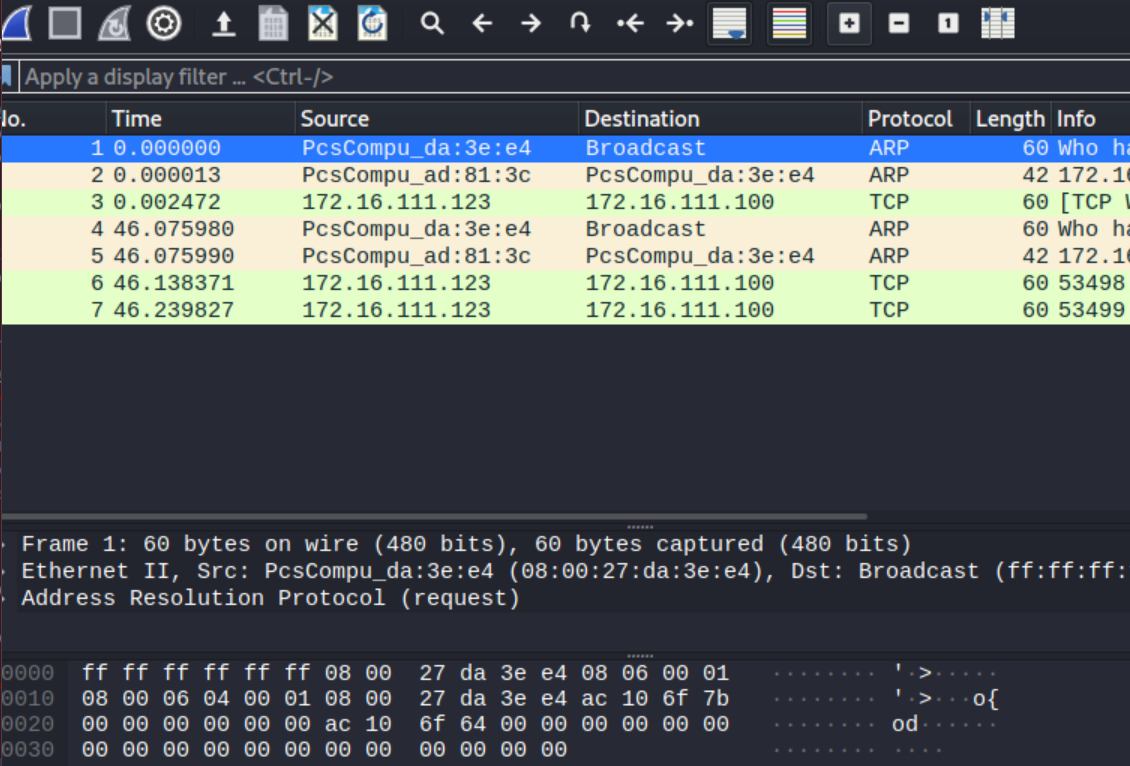 Apply a display filter ... <Ctrl-/>
No. Time Source Destination Protocol Length Info
1 0.000000 PcsCompu_da:3e:e4 Broadcast ARP 60 Who ha
2 0.000013 PcsCompu_ad:81:3c PcsCompu_da:3e:e4 ARP 42 172.16
3 0.002472 172.16.111.123 172.16.111.100 TCP 60 [TCP W
4 46.075980 PcsCompu_da:3e:e4 Broadcast ARP 60 Who ha
5 46.075990 PcsCompu_ad:81:3c PcsCompu_da:3e:e4 ARP 42 172.16
6 46.138371 172.16.111.123 172.16.111.100 TCP 60 53498
7 46.239827 172.16.111.123 172.16.111.100 TCP 60 53499
Frame 1: 60 bytes on wire (480 bits), 60 bytes captured (480 bits)
Ethernet II, Src: PcsCompu_da:3e:e4 (08:00:27:da:3e:e4), Dst: Broadcast (ff:ff:ff:
Address Resolution Protocol (request)
0000 ff ff ff ff ff ff 08 00 27 da 3e e4 08 06 00 01 ········ '·>·····
0010 08 00 06 04 00 01 08 00 27 da 3e e4 ac 10 6f 7b ········ '·>···o{
0020 00 00 00 00 00 00 ac 10 6f 64 00 00 00 00 00 00 ········ od······
0030 00 00 00 00 00 00 00 00 00 00 00 00 ········ ····